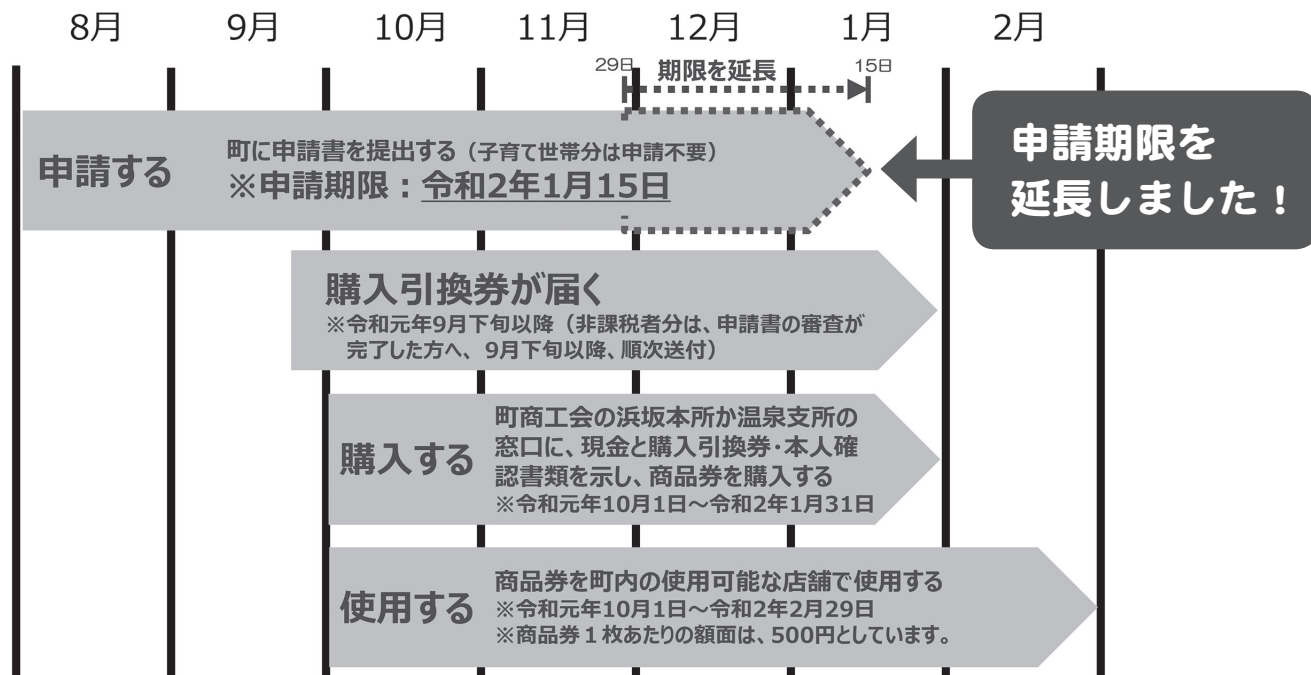 8月 9月 10月 11月 12月 1月 2月
29日 期限を延長 15日
申請する
町に申請書を提出する（子育て世帯分は申請不要）
※申請期限：令和2年1月15日
申請期限を
延長しました！
購入引換券が届く
※令和元年9月下旬以降（非課税者分は、申請書の審査が
完了した方へ、9月下旬以降、順次送付）
購入する
町商工会の浜坂本所か温泉支所の
窓口に、現金と購入引換券・本人確
認書類を示し、商品券を購入する
※令和元年10月1日～令和2年1月31日
使用する
商品券を町内の使用可能な店舗で使用する
※令和元年10月1日～令和2年2月29日
※商品券１枚あたりの額面は、500円としています。